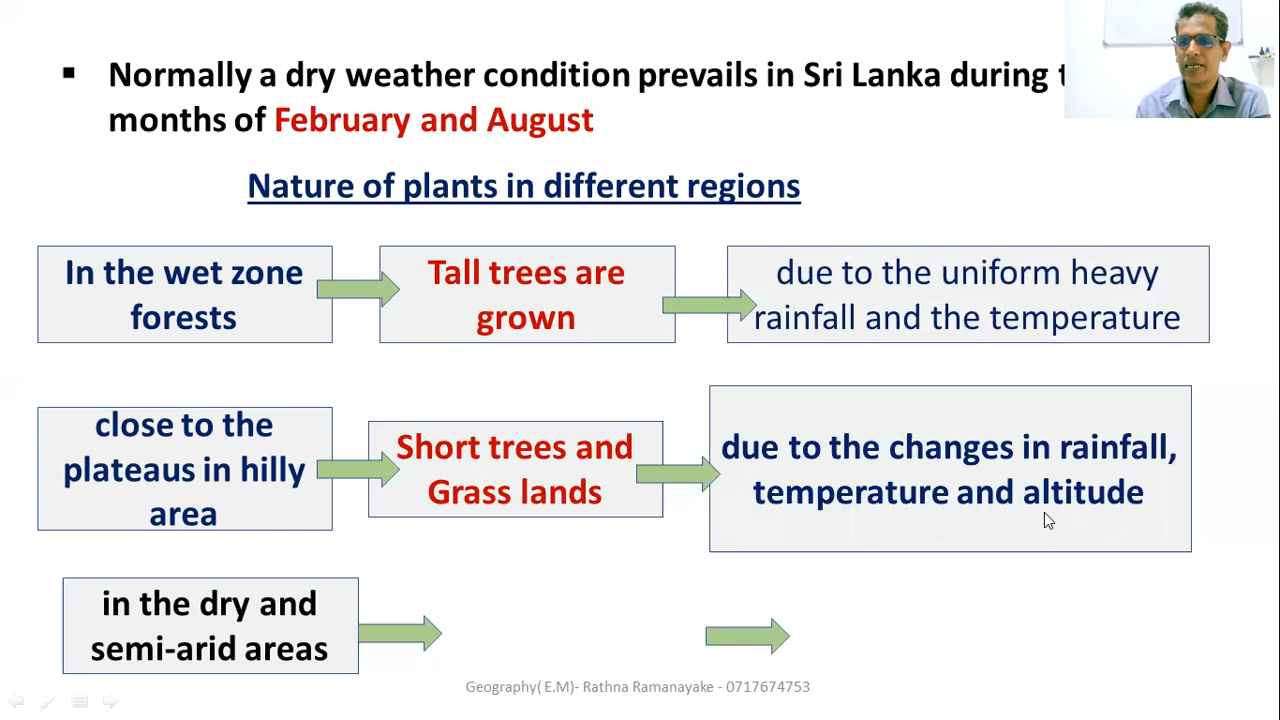 ▪ Normally a dry weather condition prevails in Sri Lanka during
months of February and August
Nature of plants in different regions
In the wet zone
forests
Tall trees are
grown
due to the uniform heavy
rainfall and the temperature
close to the
plateaus in hilly
area
Short trees and
Grass lands
due to the changes in rainfall,
temperature and altitude
in the dry and
semi-arid areas
Geography( E.M)- Rathna Ramanayake - 0717674753